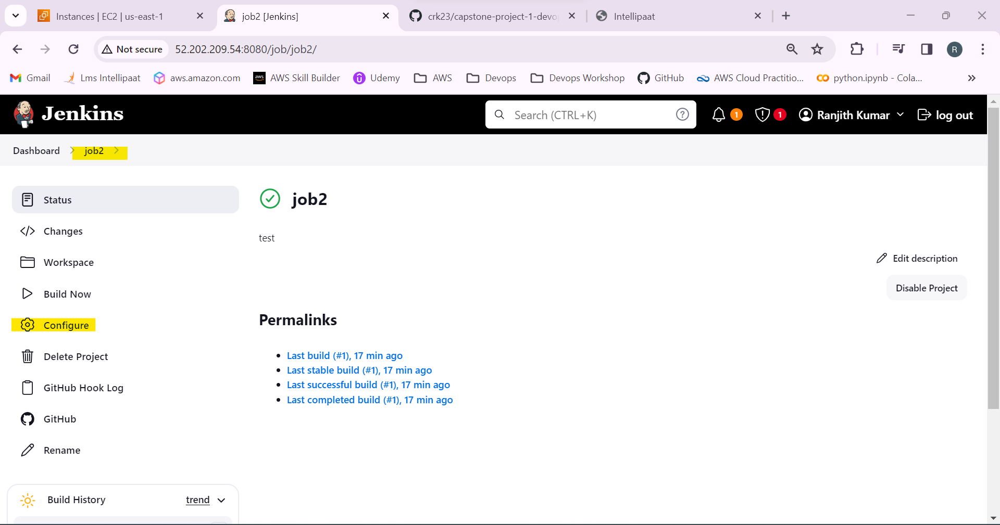 Instances | EC2 | us-east-1
job2 [Jenkins]
crk23/capstone-project-1-devo
Intellipaat
Not secure
52.202.209.54:8080/job/job2/
R
Gmail
Lms Intellipaat
aws.amazon.com
aws
AWS Skill Builder
Udemy
AWS
Devops
Devops Workshop
GitHub
AWS Cloud Practitio...
python.ipynb - Cola...
Jenkins
Search (CTRL+K)
1
1
Ranjith Kumar
log out
Dashboard
job2
Status
Changes
Workspace
Build Now
Configure
Delete Project
GitHub Hook Log
GitHub
Rename
Build History
trend
job2
test
Edit description
Disable Project
Permalinks
Last build (#1), 17 min ago
Last stable build (#1), 17 min ago
Last successful build (#1), 17 min ago
Last completed build (#1), 17 min ago